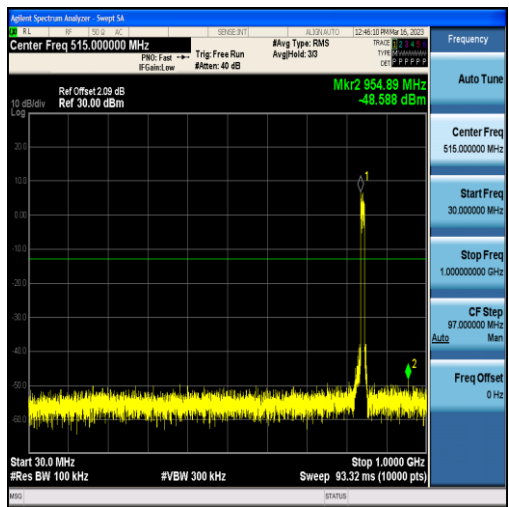 Agilent Spectrum Analyzer - Swept SA
RL RF 50 Ω AC SENSE:INT ALIGN AUTO 12:46:10 PM Mar 16, 2023
Center Freq 515.000000 MHz
PNO: Fast
IFGain:Low
Trig: Free Run
#Atten: 40 dB
#Avg Type: RMS
Avg|Hold: 3/3
TRACE 1 2 3 4 5 6
TYPE
DET P P P P P P
Mkr2 954.89 MHz
-48.588 dBm
Ref Offset 2.09 dB
10 dB/div Ref 30.00 dBm
Log
20.0
10.0
0.00
-10.0
-20.0
-30.0
-40.0
-50.0
-60.0
1
2
Start 30.0 MHz Stop 1.0000 GHz
#Res BW 100 kHz #VBW 300 kHz Sweep 93.32 ms (10000 pts)
MSG STATUS
Frequency
Auto Tune
Center Freq
515.000000 MHz
Start Freq
30.000000 MHz
Stop Freq
1.000000000 GHz
CF Step
97.000000 MHz
Auto Man
Freq Offset
0 Hz